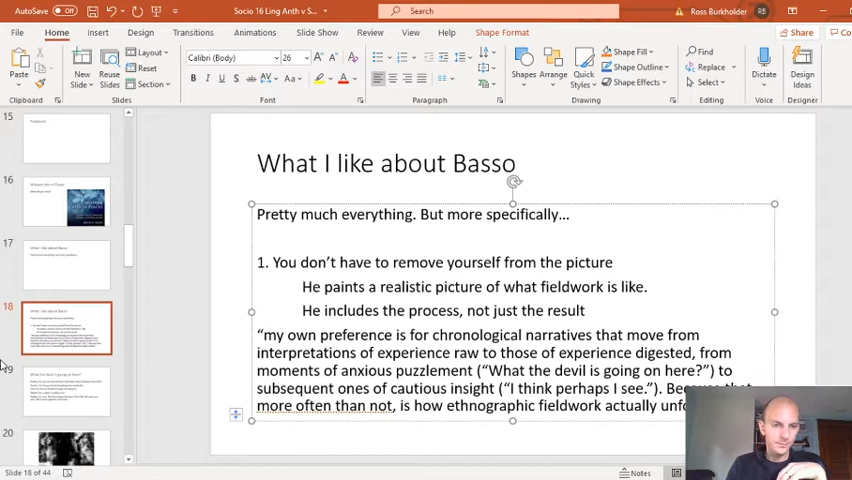 AutoSave Off Socio 16 Ling Anth v S... Search Ross Burkholder RB
File Home Insert Design Transitions Animations Slide Show Review View Help Shape Format Share Co
Paste New Slide Reuse Slides Layout Reset Section Calibri (Body) 26 Shapes Arrange Quick Styles Shape Fill Shape Outline Shape Effects Find Replace Select Dictate Design Ideas
Clipboard Slides Font Paragraph Drawing Editing Voice Designer
15
16
17
18
19
20
What I like about Basso
Pretty much everything. But more specifically…
1. You don't have to remove yourself from the picture
He paints a realistic picture of what fieldwork is like.
He includes the process, not just the result
“my own preference is for chronological narratives that move from
interpretations of experience raw to those of experience digested, from
moments of anxious puzzlement (“What the devil is going on here?”) to
subsequent ones of cautious insight (“I think perhaps I see.”). Because that
more often than not, is how ethnographic fieldwork actually unfo
Slide 18 of 44 Notes